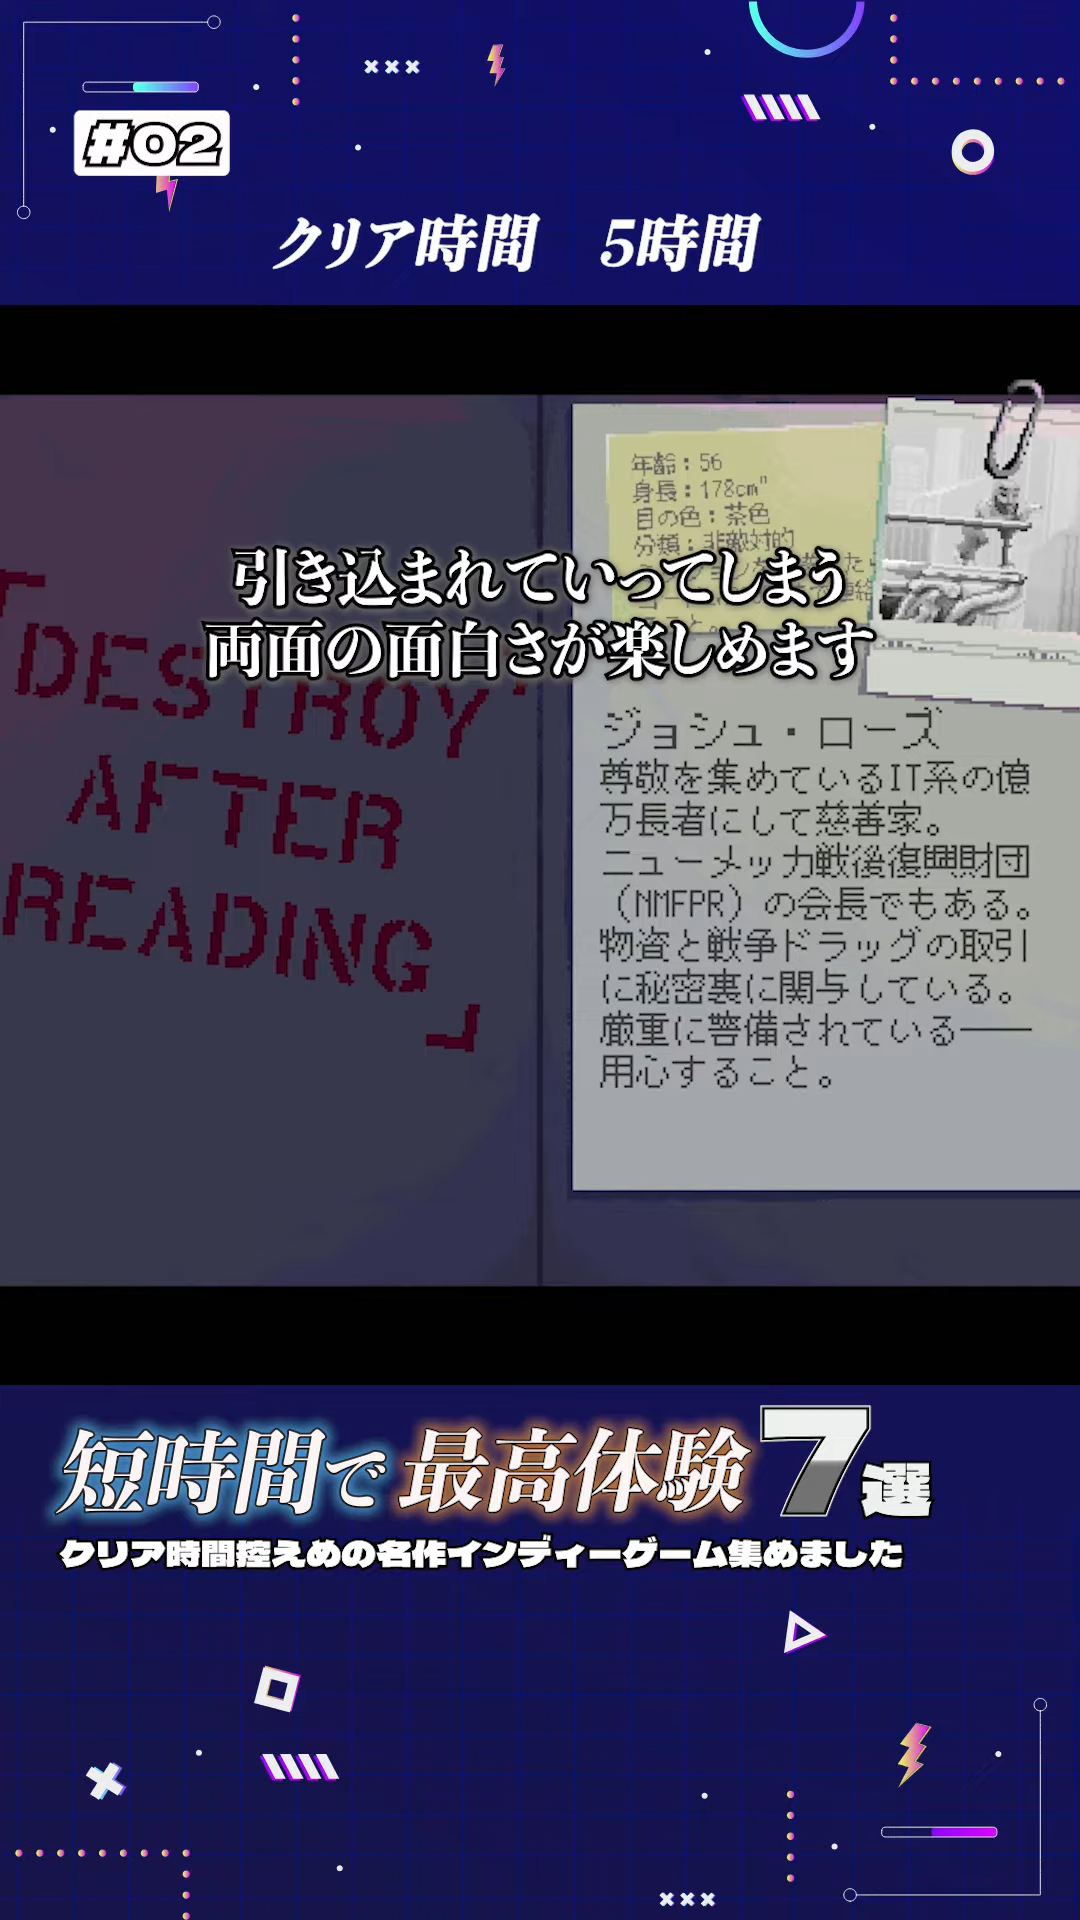 #02
クリア時間 5時間
年齢：56
身長：178cm"
目の色：茶色
分類：非敵対的
引き込まれていってしまう
両面の面白さが楽しめます
「DESTROY
AFTER
READING」
ジョシュ・ローズ
尊敬を集めているIT系の億
万長者にして慈善家。
ニューメッカ戦後復興財団
（NMFPR）の会長でもある。
物資と戦争ドラッグの取引
に秘密裏に関与している。
厳重に警備されている――
用心すること。
短時間で最高体験7選
クリア時間控えめの名作インディーゲーム集めました